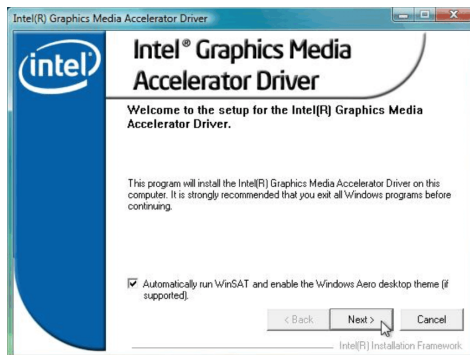 Intel(R) Graphics Media Accelerator Driver
intel
Intel® Graphics Media
Accelerator Driver
Welcome to the setup for the Intel(R) Graphics Media
Accelerator Driver.
This program will install the Intel(R) Graphics Media Accelerator Driver on this
computer. It is strongly recommended that you exit all Windows programs before
continuing.
Automatically run WinSAT and enable the Windows Aero desktop theme (if
supported).
< Back Next > Cancel
Intel(R) Installation Framework